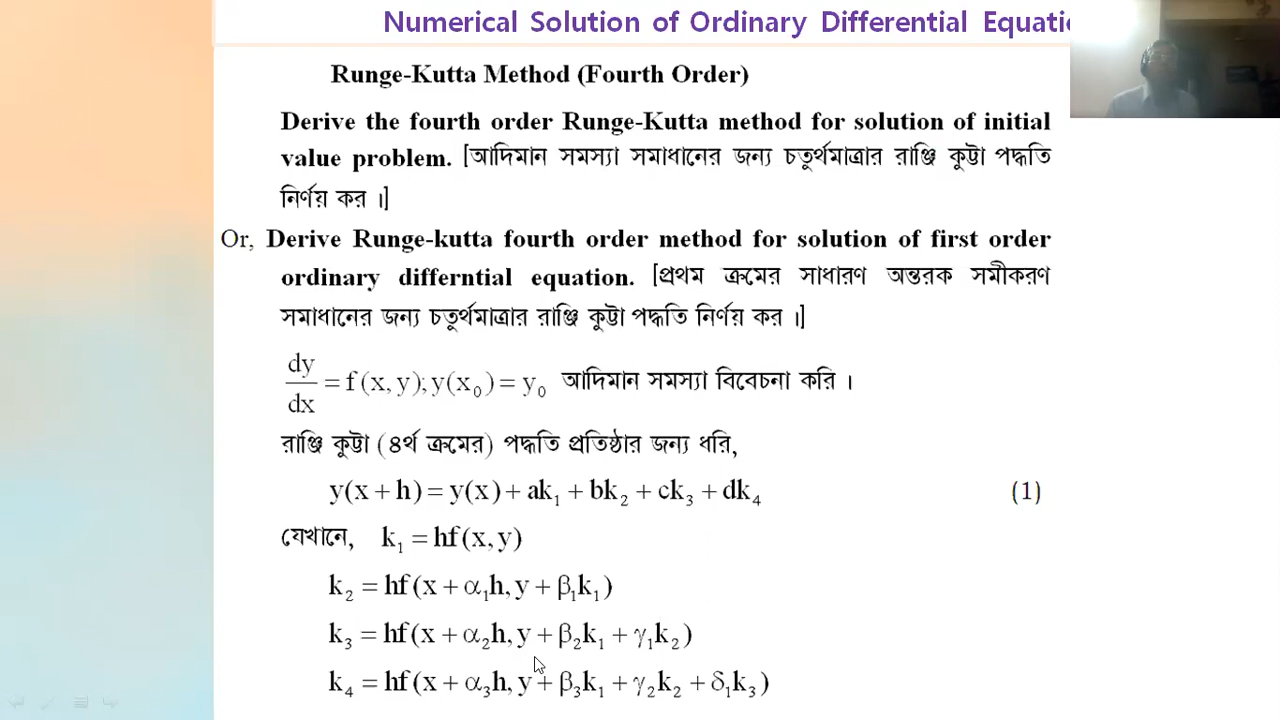 Numerical Solution of Ordinary Differential
Runge-Kutta Method (Fourth Order)
Derive the fourth order Runge-Kutta method for solution of initial
value problem. [আদিমান সমস্যা সমাধানের জন্য চতুর্থমাত্রার রাঞ্জি কুট্টা পদ্ধতি
নির্ণয় কর ।]
Or, Derive Runge-kutta fourth order method for solution of first order
ordinary differntial equation. [প্রথম ক্রমের সাধারণ অন্তরক সমীকরণ
সমাধানের জন্য চতুর্থমাত্রার রাঞ্জি কুট্টা পদ্ধতি নির্ণয় কর ।]
dy/dx = f(x, y); y(x₀) = y₀ আদিমান সমস্যা বিবেচনা করি ।
রাঞ্জি কুট্টা (৪র্থ ক্রমের) পদ্ধতি প্রতিষ্ঠার জন্য ধরি,
y(x + h) = y(x) + ak₁ + bk₂ + ck₃ + dk₄ (1)
যেখানে, k₁ = hf(x, y)
k₂ = hf(x + α₁h, y + β₁k₁)
k₃ = hf(x + α₂h, y + β₂k₁ + γ₁k₂)
k₄ = hf(x + α₃h, y + β₃k₁ + γ₂k₂ + δ₁k₃)